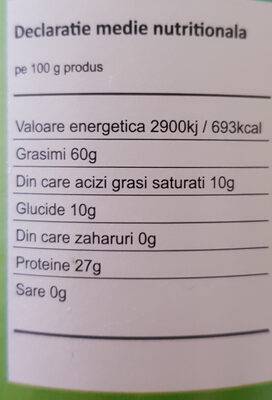 Declaratie medie nutritionala
pe 100 g produs
Valoare energetica 2900kj / 693kcal
Grasimi 60g
Din care acizi grasi saturati 10g
Glucide 10g
Din care zaharuri 0g
Proteine 27g
Sare 0g